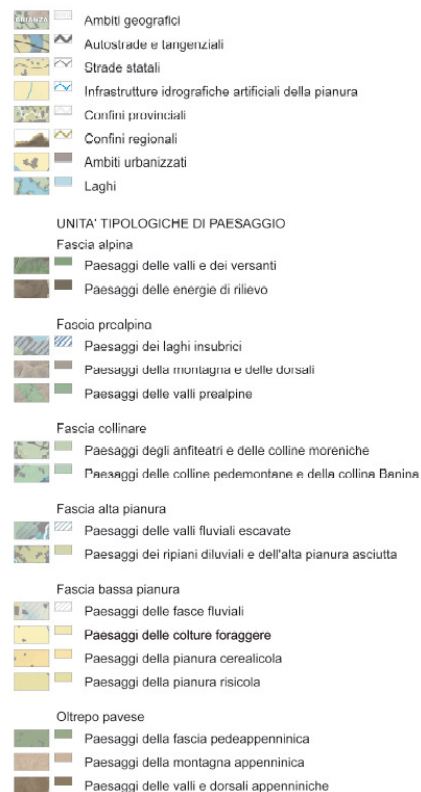 BRIANZA
Ambiti geografici
Autostrade e tangenziali
Strade statali
Infrastrutture idrografiche artificiali della pianura
Confini provinciali
Confini regionali
Ambiti urbanizzati
Laghi
UNITA' TIPOLOGICHE DI PAESAGGIO
Fascia alpina
Paesaggi delle valli e dei versanti
Paesaggi delle energie di rilievo
Fascia prealpina
Paesaggi dei laghi insubrici
Paesaggi della montagna e delle dorsali
Paesaggi delle valli prealpine
Fascia collinare
Paesaggi degli anfiteatri e delle colline moreniche
Paesaggi delle colline pedemontane e della collina Banina
Fascia alta pianura
Paesaggi delle valli fluviali escavate
Paesaggi dei ripiani diluviali e dell'alta pianura asciutta
Fascia bassa pianura
Paesaggi delle fasce fluviali
Paesaggi delle colture foraggere
Paesaggi della pianura cerealicola
Paesaggi della pianura risicola
Oltrepo pavese
Paesaggi della fascia pedeappenninica
Paesaggi della montagna appenninica
Paesaggi delle valli e dorsali appenniniche